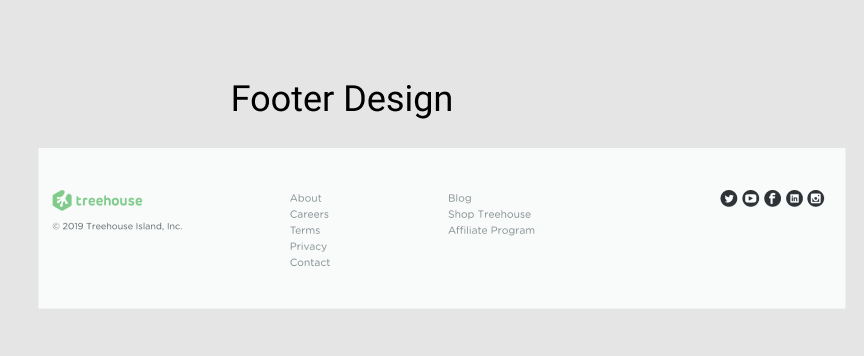 Footer Design
treehouse
© 2019 Treehouse Island, Inc.
About
Careers
Terms
Privacy
Contact
Blog
Shop Treehouse
Affiliate Program